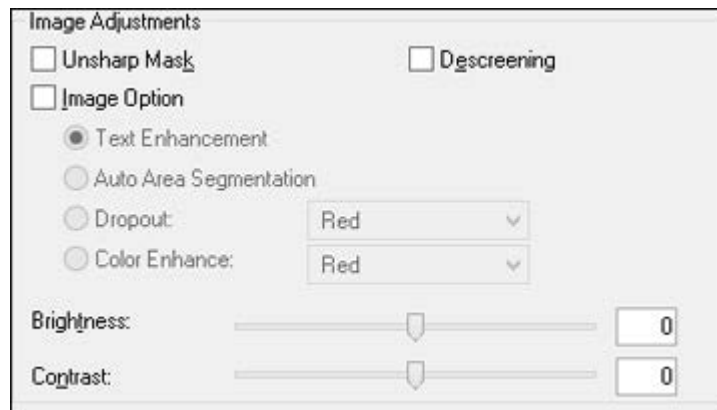 Image Adjustments
Unsharp Mask Descreening
Image Option
Text Enhancement
Auto Area Segmentation
Dropout: Red
Color Enhance: Red
Brightness: 0
Contrast: 0